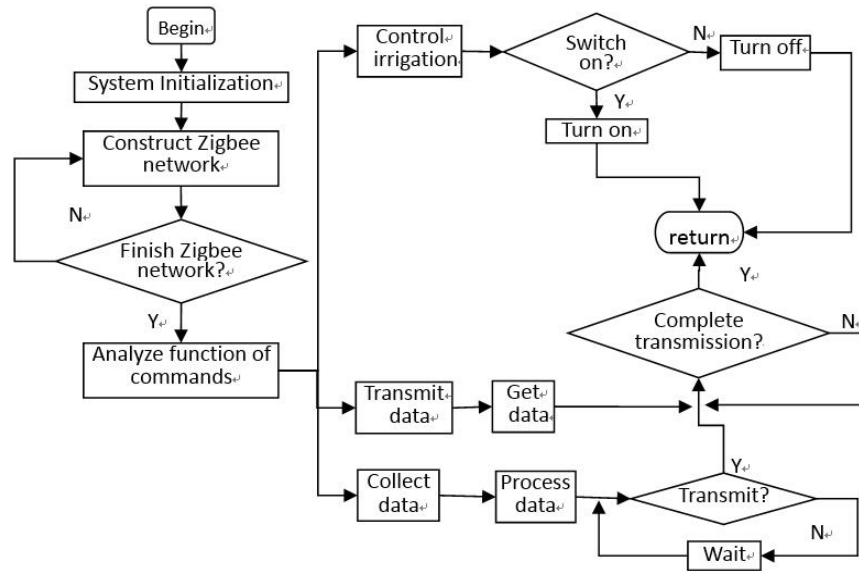 Begin
System Initialization
Construct Zigbee
network
N
Finish Zigbee
network?
Y
Analyze function of
commands
Control
irrigation
Switch
on?
N
Turn off
Y
Turn on
return
Y
Complete
transmission?
N
Transmit
data
Get
data
Collect
data
Process
data
Y
Transmit?
N
Wait